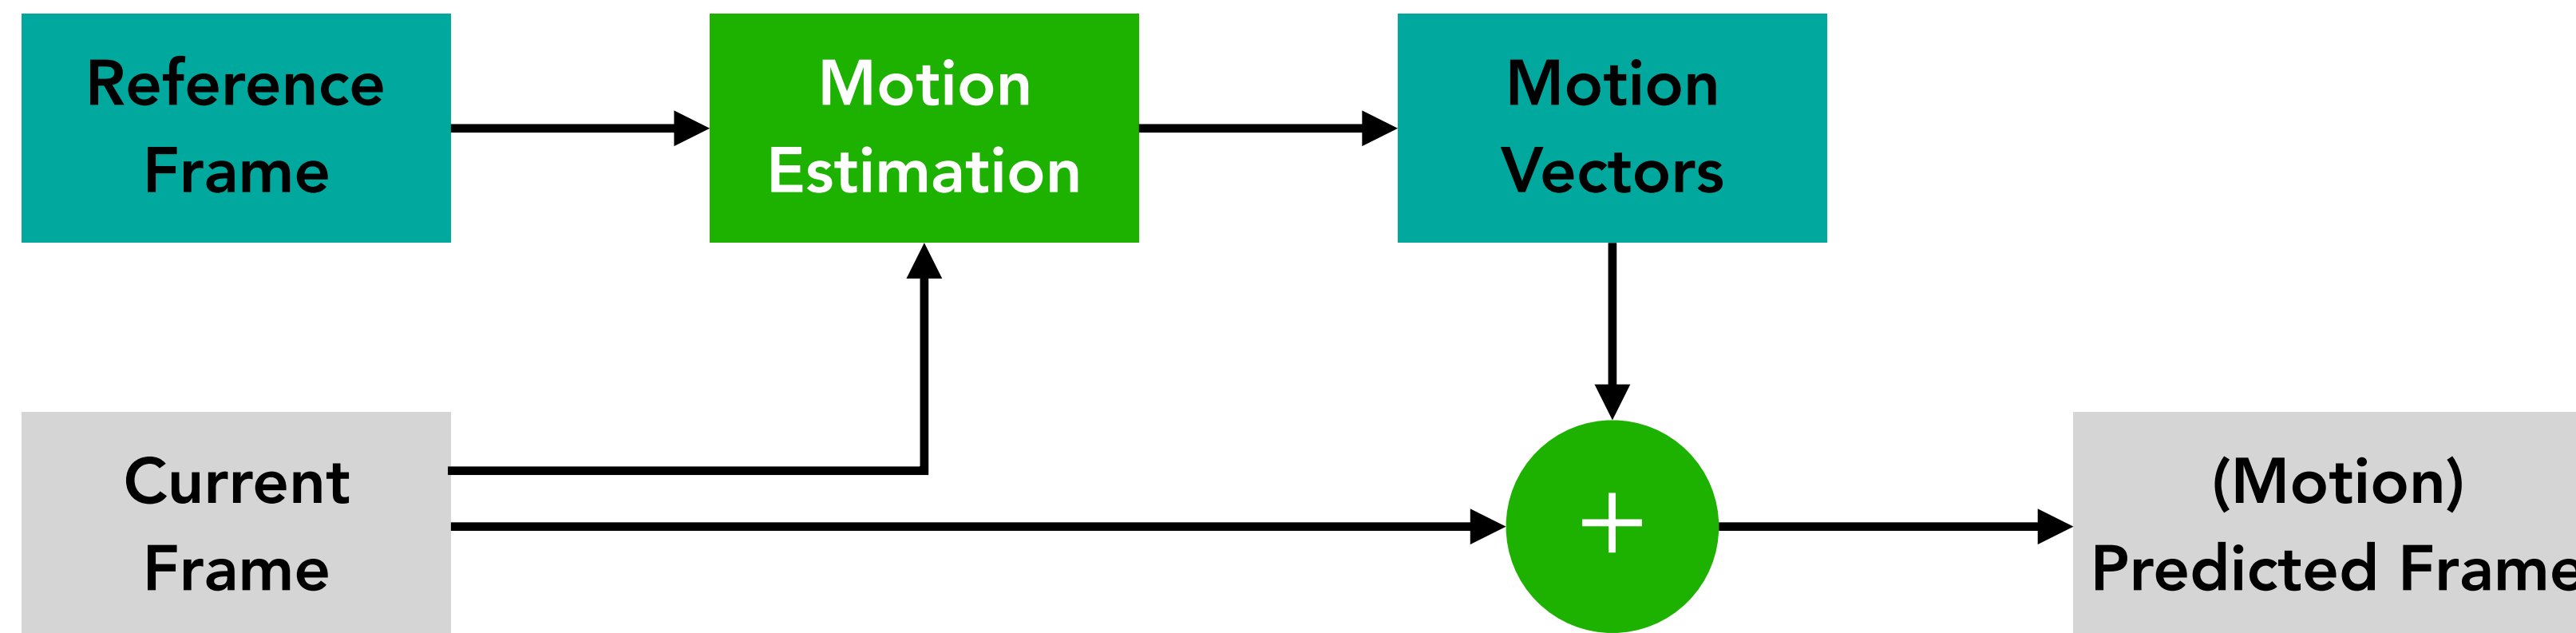 Reference
Frame
Motion
Estimation
Motion
Vectors
Current
Frame
+
(Motion)
Predicted Frame